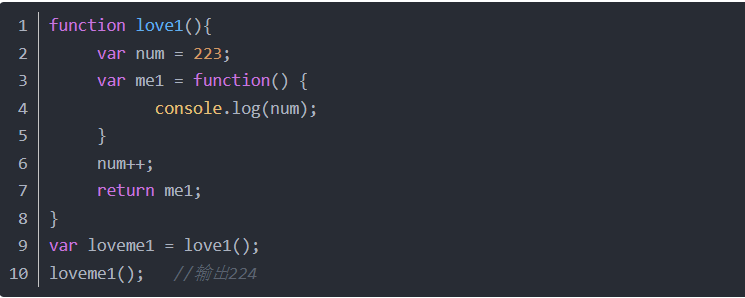 1 function love1(){
2 var num = 223;
3 var me1 = function() {
4 console.log(num);
5 }
6 num++;
7 return me1;
8 }
9 var loveme1 = love1();
10 loveme1(); //输出224